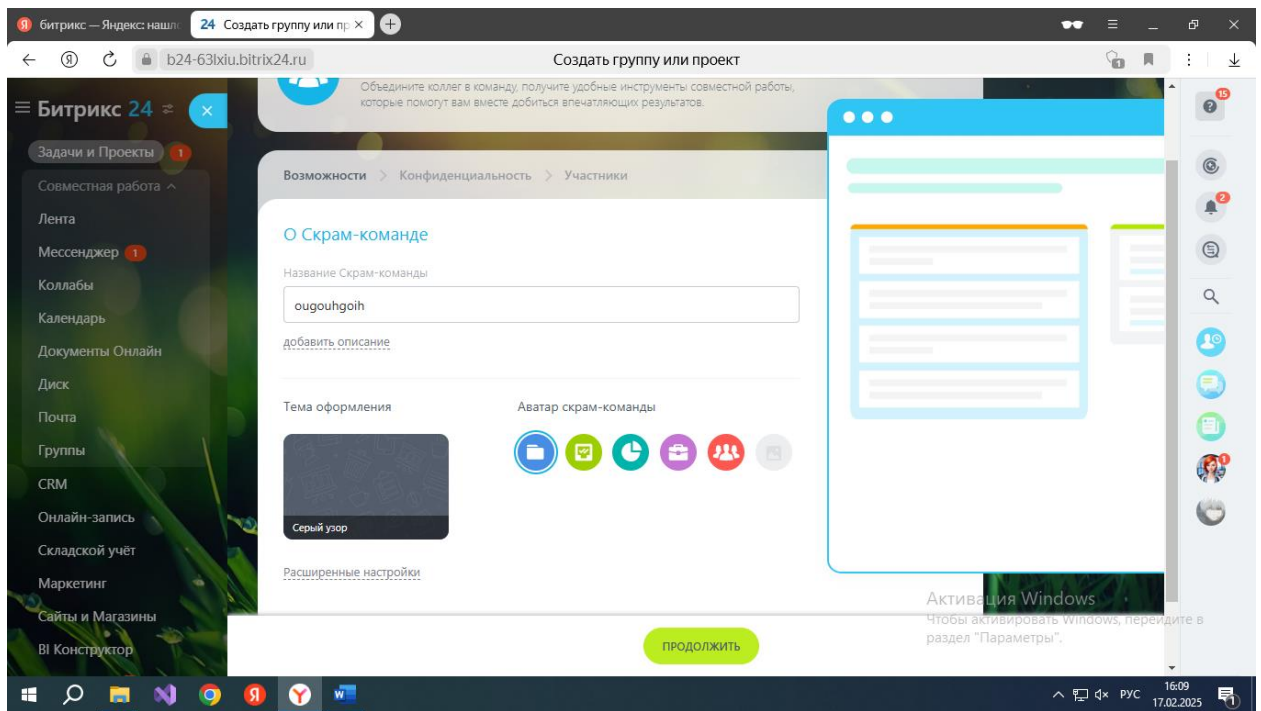 битрикс — Яндекс: нашло
24 Создать группу или пр
b24-63lxiu.bitrix24.ru
Создать группу или проект
1
Объедините коллег в команду, получите удобные инструменты совместной работы,
которые помогут вам вместе добиться впечатляющих результатов.
Битрикс 24
15
Задачи и Проекты 1
Совместная работа
Лента
Мессенджер 1
Коллабы
Календарь
Документы Онлайн
Диск
Почта
Группы
CRM
Онлайн-запись
Складской учёт
Маркетинг
Сайты и Магазины
BI Конструктор
Возможности > Конфиденциальность > Участники
О Скрам-команде
Название Скрам-команды
ougouhgoih
добавить описание
Тема оформления
Аватар скрам-команды
Серый узор
Расширенные настройки
ПРОДОЛЖИТЬ
2
1
Активация Windows
Чтобы активировать Windows, перейдите в
раздел "Параметры".
РУС
16:09
17.02.2025
1